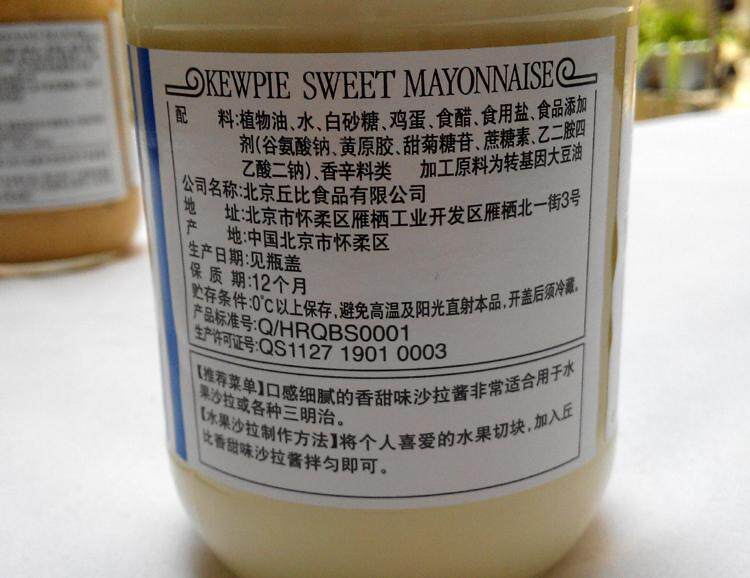 KEWPIE SWEET MAYONNAISE
配 料:植物油、水、白砂糖、鸡蛋、食醋、食用盐、食品添加
剂(谷氨酸钠、黄原胶、甜菊糖苷、蔗糖素、乙二胺四
乙酸二钠)、香辛料类 加工原料为转基因大豆油
公司名称:北京丘比食品有限公司
地 址:北京市怀柔区雁栖工业开发区雁栖北一街3号
产 地:中国北京市怀柔区
生产日期:见瓶盖
保 质 期:12个月
贮存条件:0℃以上保存,避免高温及阳光直射本品,开盖后须冷藏。
产品标准号:Q/HRQBS0001
生产许可证号:QS1127 1901 0003
【推荐菜单】口感细腻的香甜味沙拉酱非常适合用于水
果沙拉或各种三明治。
【水果沙拉制作方法】将个人喜爱的水果切块,加入丘
比香甜味沙拉酱拌匀即可。